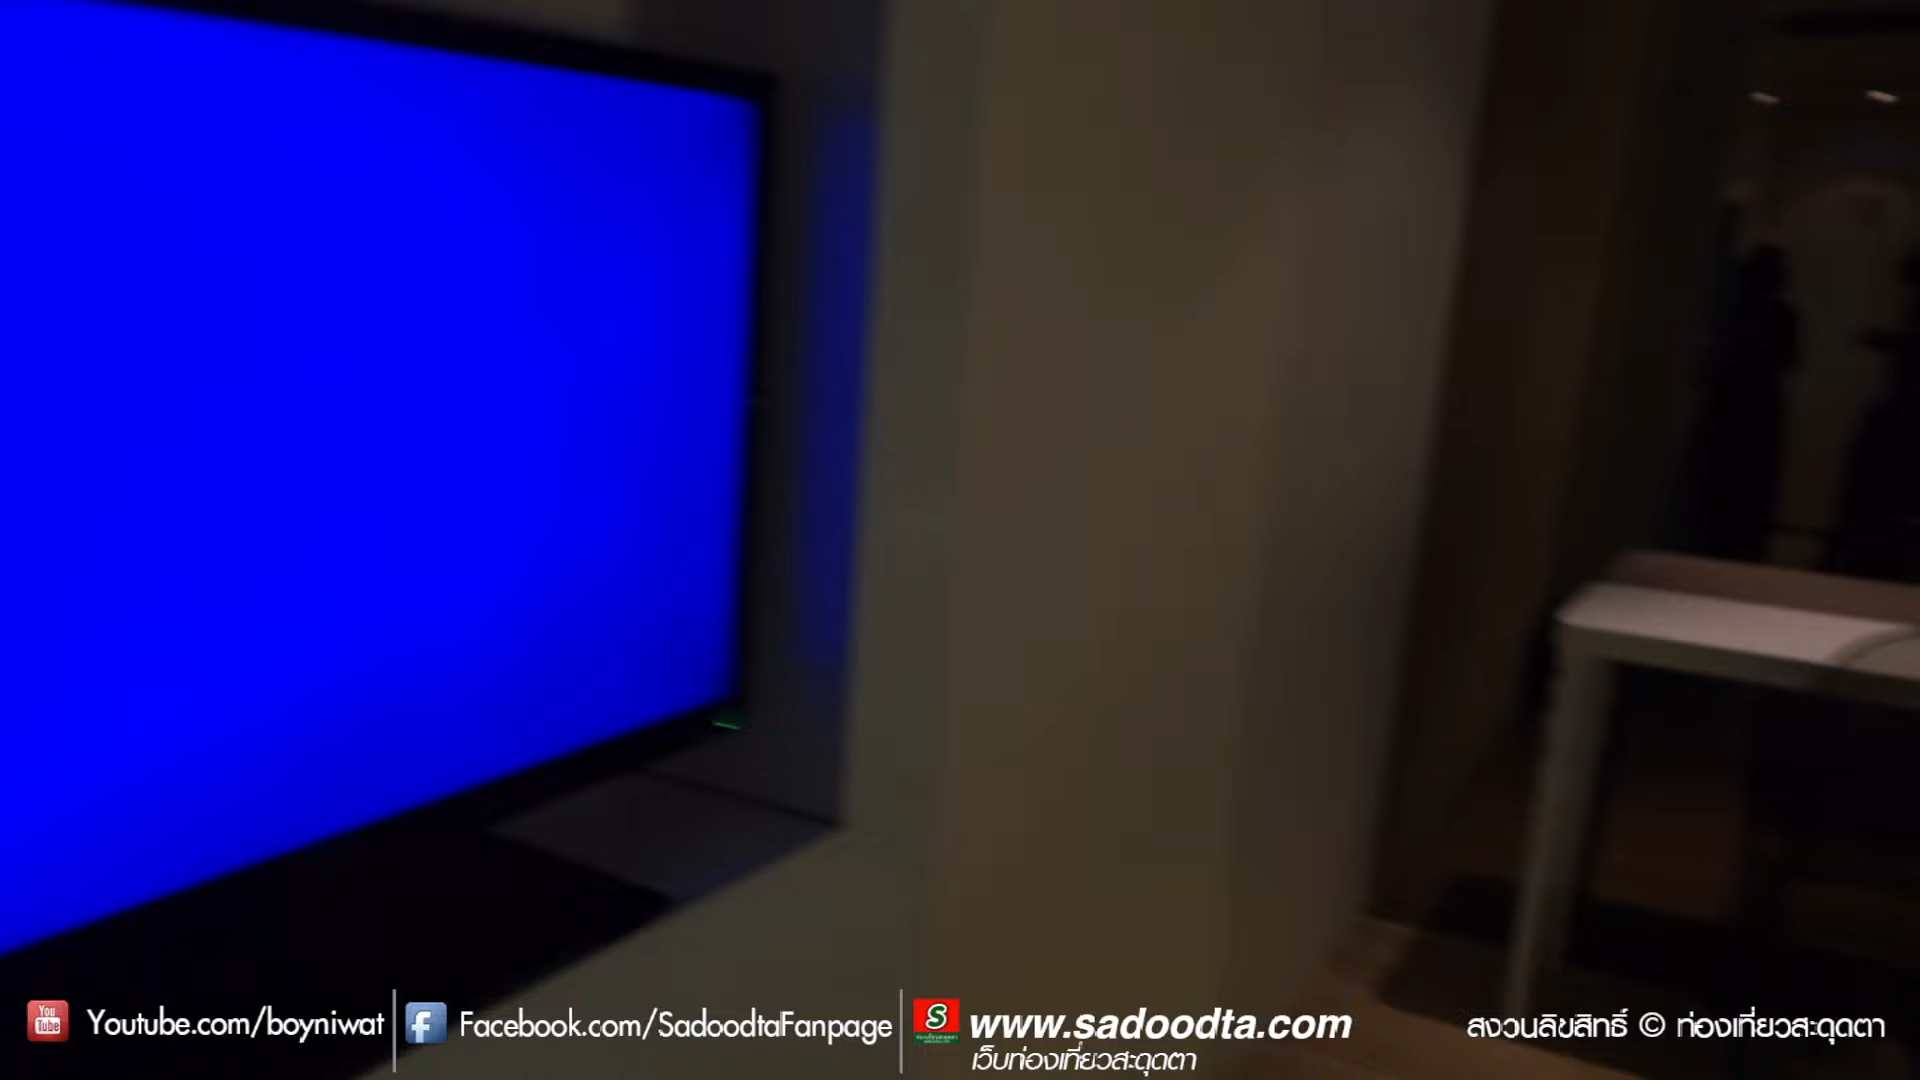 You
Tube
Youtube.com/boyniwat
Facebook.com/SadoodtaFanpage
S
www.sadoodta.com
เว็บท่องเที่ยวสะดุดตา
สงวนลิขสิทธิ์ © ท่องเที่ยวสะดุดตา